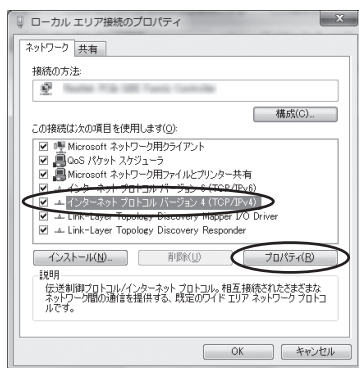 ローカル エリア接続のプロパティ
ネットワーク 共有
接続の方法:
構成(C)...
この接続は次の項目を使用します(O):
Microsoft ネットワーク用クライアント
QoS パケット スケジューラ
Microsoft ネットワーク用ファイルとプリンター共有
インターネット プロトコル バージョン 6 (TCP/IPv6)
インターネット プロトコル バージョン 4 (TCP/IPv4)
Link-Layer Topology Discovery Mapper I/O Driver
Link-Layer Topology Discovery Responder
インストール(N)... 削除(U) プロパティ(R)
説明
伝送制御プロトコル/インターネット プロトコル。相互接続されたさまざまな
ネットワーク間の通信を提供する、既定のワイド エリア ネットワーク プロトコ
ルです。
OK キャンセル